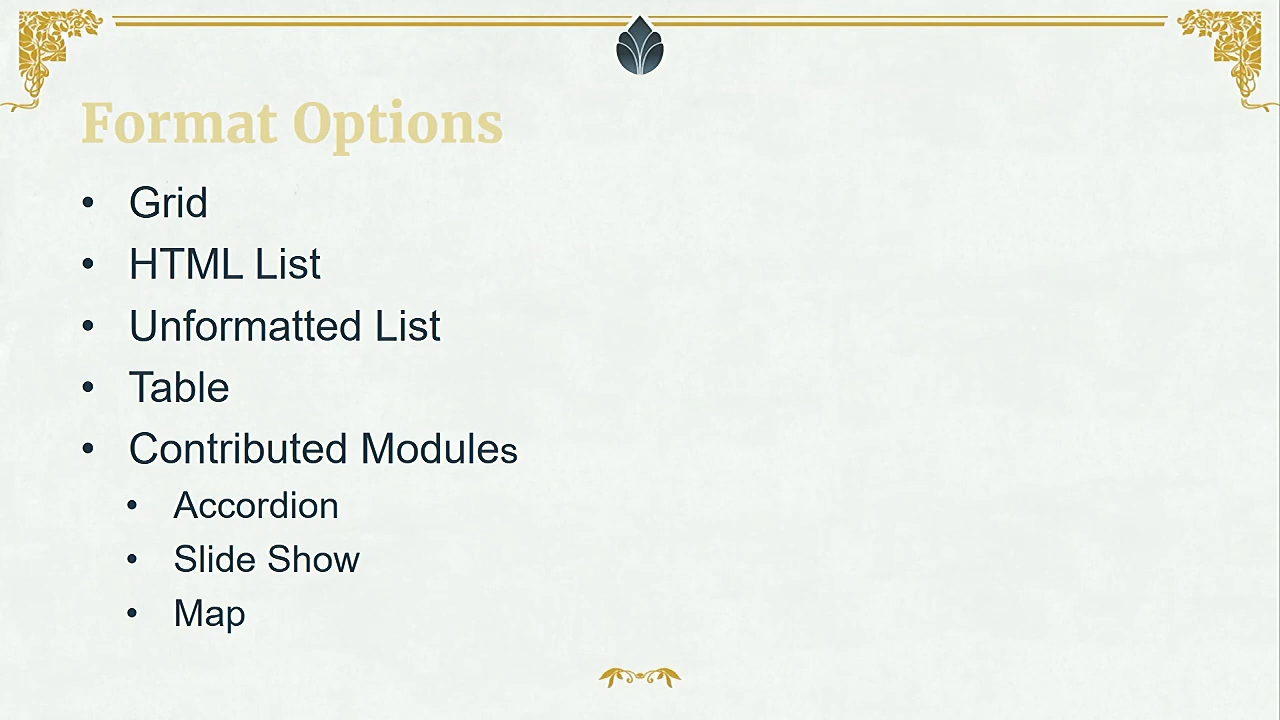 Format Options
• Grid
• HTML List
• Unformatted List
• Table
• Contributed Modules
• Accordion
• Slide Show
• Map